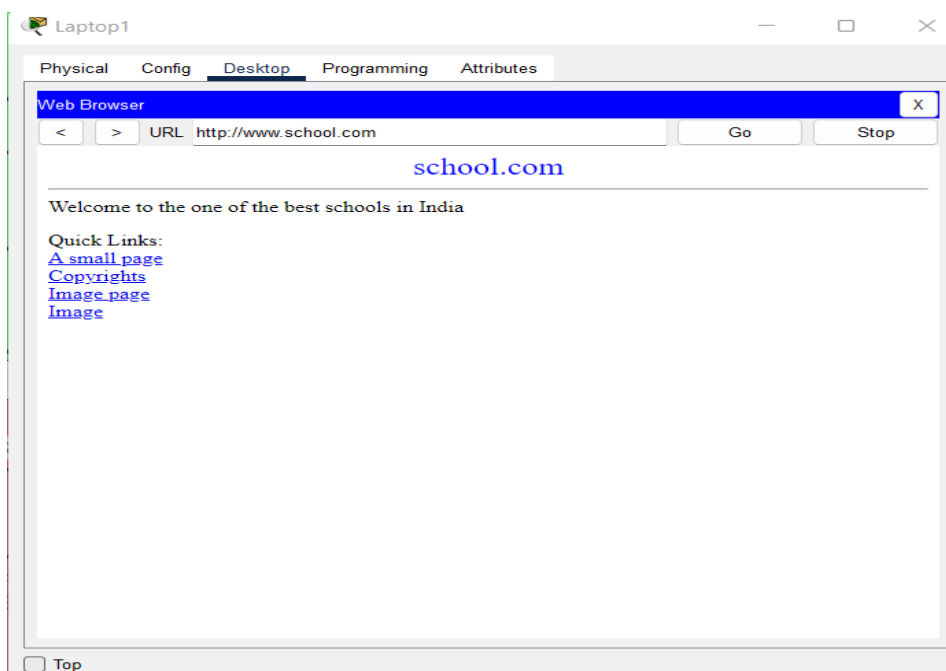 Laptop1
Physical Config Desktop Programming Attributes
Web Browser X
< > URL http://www.school.com Go Stop
school.com
Welcome to the one of the best schools in India
Quick Links:
A small page
Copyrights
Image page
Image
Top